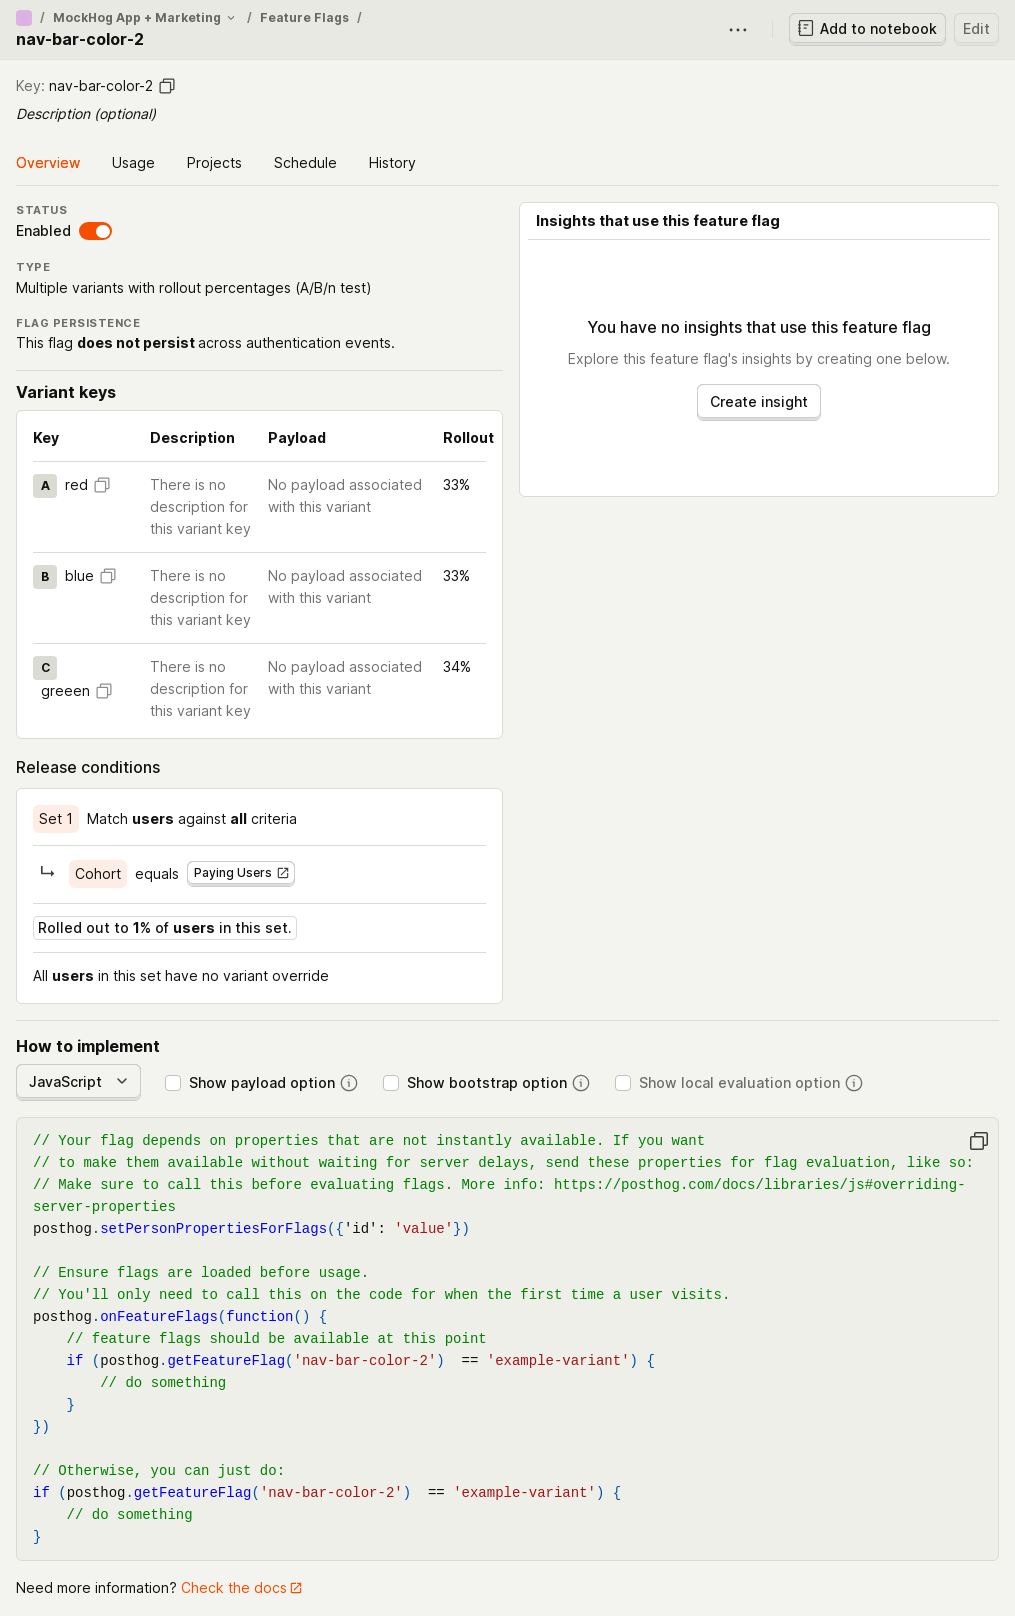 / MockHog App + Marketing / Feature Flags /
nav-bar-color-2
Add to notebook
Edit
Key: nav-bar-color-2
Description (optional)
Overview Usage Projects Schedule History
STATUS
Enabled
TYPE
Multiple variants with rollout percentages (A/B/n test)
FLAG PERSISTENCE
This flag does not persist across authentication events.
Insights that use this feature flag
You have no insights that use this feature flag
Explore this feature flag's insights by creating one below.
Create insight
Variant keys
Key Description Payload Rollout
A red There is no No payload associated 33%
description for with this variant
this variant key
B blue There is no No payload associated 33%
description for with this variant
this variant key
C There is no No payload associated 34%
greeen description for with this variant
this variant key
Release conditions
Set 1 Match users against all criteria
Cohort equals Paying Users
Rolled out to 1% of users in this set.
All users in this set have no variant override
How to implement
JavaScript Show payload option Show bootstrap option Show local evaluation option
// Your flag depends on properties that are not instantly available. If you want
// to make them available without waiting for server delays, send these properties for flag evaluation, like so:
// Make sure to call this before evaluating flags. More info: https://posthog.com/docs/libraries/js#overriding-
server-properties
posthog.setPersonPropertiesForFlags({'id': 'value'})
// Ensure flags are loaded before usage.
// You'll only need to call this on the code for when the first time a user visits.
posthog.onFeatureFlags(function() {
    // feature flags should be available at this point
    if (posthog.getFeatureFlag('nav-bar-color-2')  == 'example-variant') {
        // do something
    }
})
// Otherwise, you can just do:
if (posthog.getFeatureFlag('nav-bar-color-2')  == 'example-variant') {
    // do something
}
Need more information? Check the docs